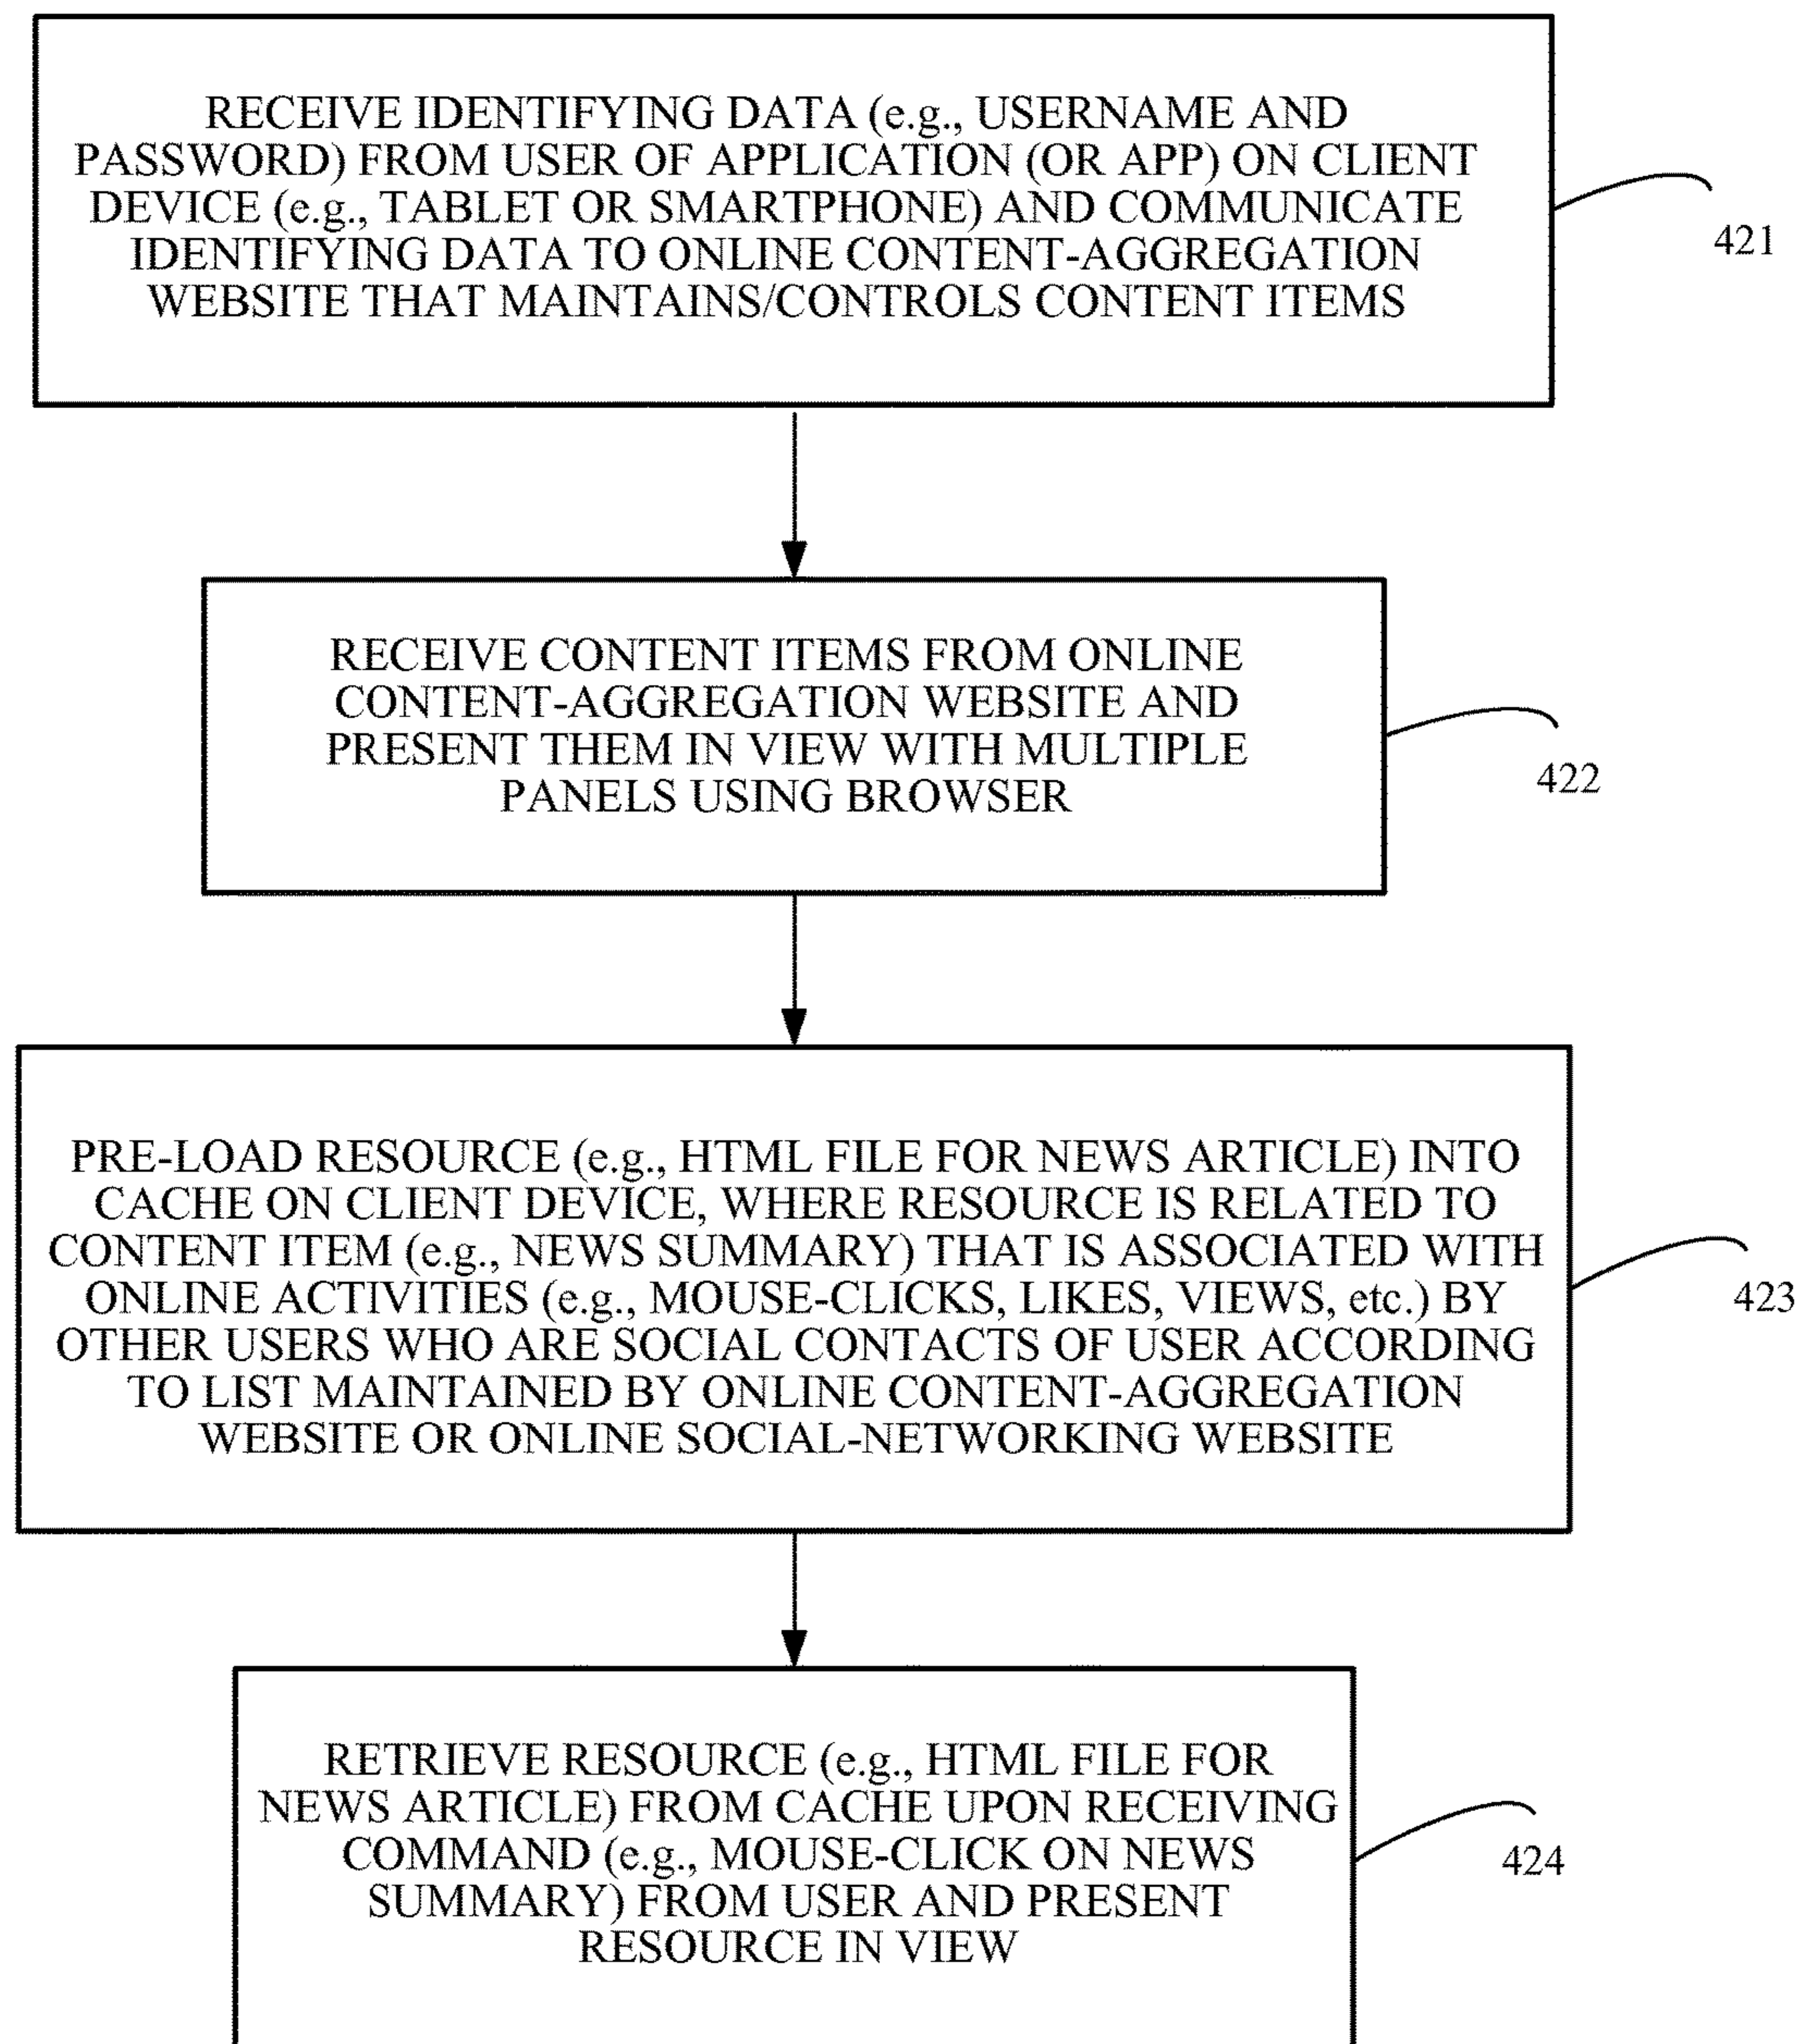 RECEIVE IDENTIFYING DATA (e.g., USERNAME AND
PASSWORD) FROM USER OF APPLICATION (OR APP) ON CLIENT
DEVICE (e.g., TABLET OR SMARTPHONE) AND COMMUNICATE
IDENTIFYING DATA TO ONLINE CONTENT-AGGREGATION
WEBSITE THAT MAINTAINS/CONTROLS CONTENT ITEMS
421
RECEIVE CONTENT ITEMS FROM ONLINE
CONTENT-AGGREGATION WEBSITE AND
PRESENT THEM IN VIEW WITH MULTIPLE
PANELS USING BROWSER
422
PRE-LOAD RESOURCE (e.g., HTML FILE FOR NEWS ARTICLE) INTO
CACHE ON CLIENT DEVICE, WHERE RESOURCE IS RELATED TO
CONTENT ITEM (e.g., NEWS SUMMARY) THAT IS ASSOCIATED WITH
ONLINE ACTIVITIES (e.g., MOUSE-CLICKS, LIKES, VIEWS, etc.) BY
OTHER USERS WHO ARE SOCIAL CONTACTS OF USER ACCORDING
TO LIST MAINTAINED BY ONLINE CONTENT-AGGREGATION
WEBSITE OR ONLINE SOCIAL-NETWORKING WEBSITE
423
RETRIEVE RESOURCE (e.g., HTML FILE FOR
NEWS ARTICLE) FROM CACHE UPON RECEIVING
COMMAND (e.g., MOUSE-CLICK ON NEWS
SUMMARY) FROM USER AND PRESENT
RESOURCE IN VIEW
424